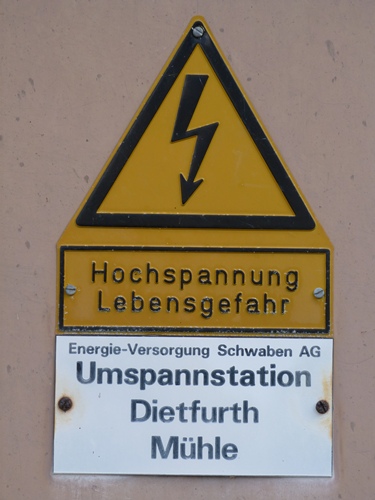 Hochspannung
Lebensgefahr
Energie-Versorgung Schwaben AG
Umspannstation
Dietfurth
Mühle